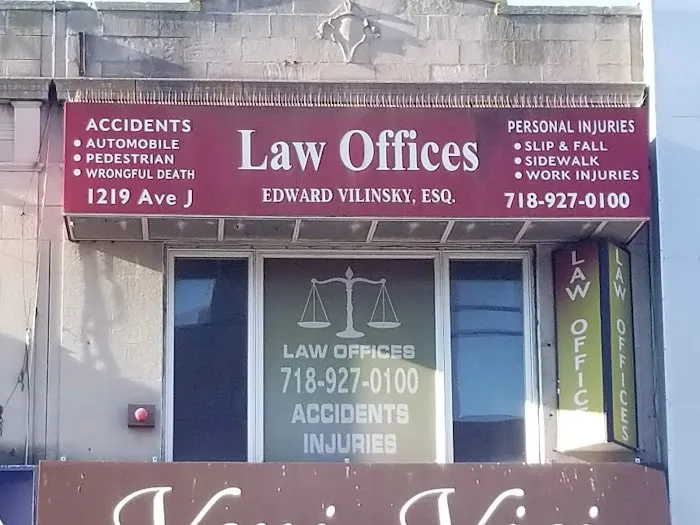 ACCIDENTS
• AUTOMOBILE
• PEDESTRIAN
• WRONGFUL DEATH
1219 Ave J
Law Offices
EDWARD VILINSKY, ESQ.
PERSONAL INJURIES
• SLIP & FALL
• SIDEWALK
• WORK INJURIES
718-927-0100
LAW OFFICES
718-927-0100
ACCIDENTS
INJURIES
LAW OFFICE
LAW OFFICES